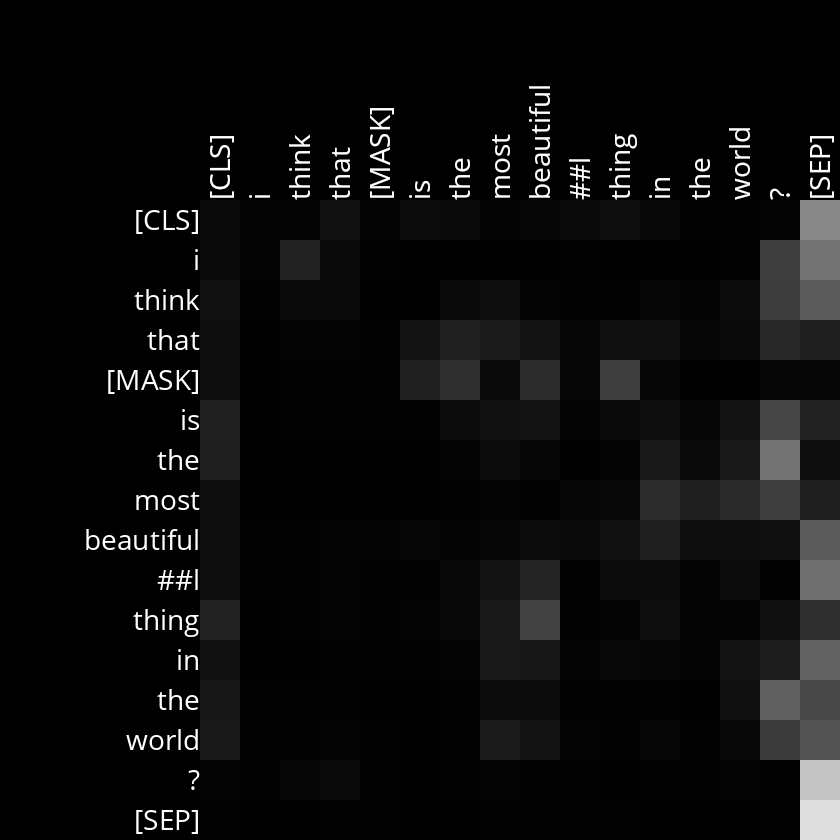 [CLS] i think that [MASK] is the most beautiful ##l thing in the world ? [SEP]
[CLS]
i
think
that
[MASK]
is
the
most
beautiful
##l
thing
in
the
world
?
[SEP]